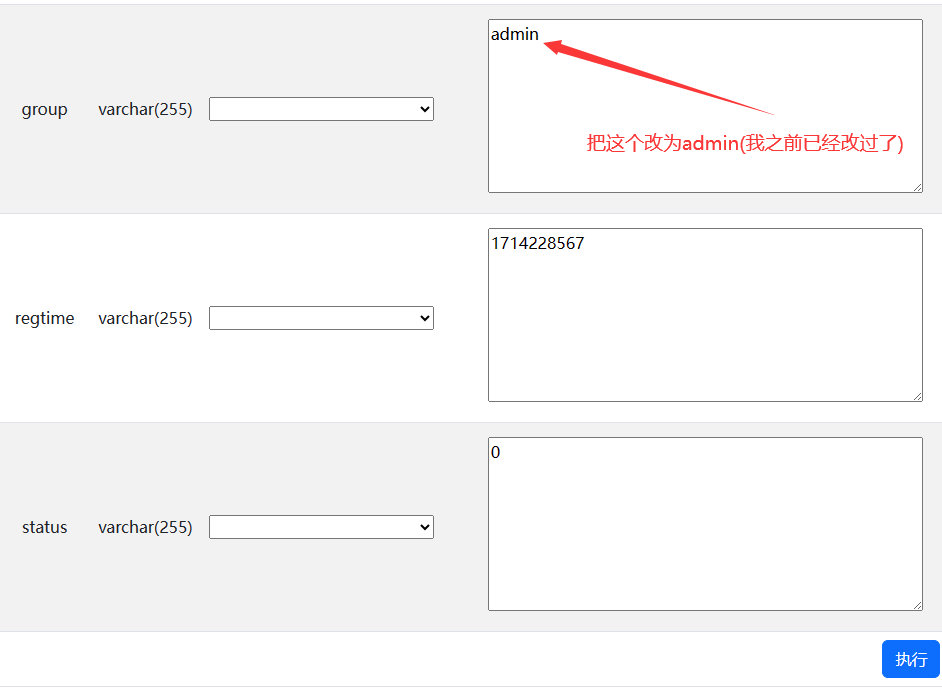 admin
group varchar(255)
把这个改为admin(我之前已经改过了)
1714228567
regtime varchar(255)
0
status varchar(255)
执行